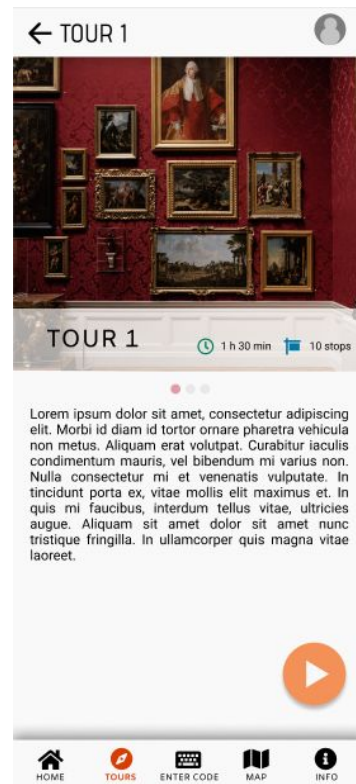 TOUR 1
TOUR 1
1 h 30 min
10 stops
Lorem ipsum dolor sit amet, consectetur adipiscing
elit. Morbi id diam id tortor ornare pharetra vehicula
non metus. Aliquam erat volutpat. Curabitur iaculis
condimentum mauris, vel bibendum mi varius non.
Nulla consectetur mi et venenatis vulputate. In
tincidunt porta ex, vitae mollis elit maximus et. In
quis mi faucibus, interdum tellus vitae, ultricies
augue. Aliquam sit amet dolor sit amet nunc
tristique fringilla. In ullamcorper quis magna vitae
laoreet.
HOME
TOURS
ENTER CODE
MAP
INFO